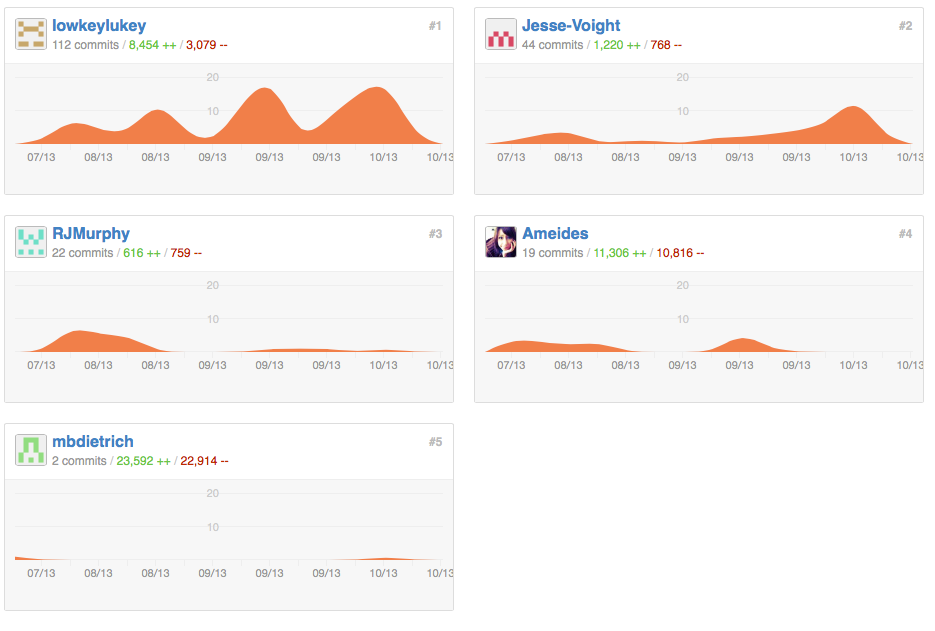 lowkeylukey #1
112 commits / 8,454 ++ / 3,079 --
20
10
07/13 08/13 08/13 09/13 09/13 09/13 10/13 10/13
Jesse-Voight #2
44 commits / 1,220 ++ / 768 --
20
10
07/13 08/13 08/13 09/13 09/13 09/13 10/13 10/13
RJMurphy #3
22 commits / 616 ++ / 759 --
20
10
07/13 08/13 08/13 09/13 09/13 09/13 10/13 10/13
Ameides #4
19 commits / 11,306 ++ / 10,816 --
20
10
07/13 08/13 08/13 09/13 09/13 09/13 10/13 10/13
mbdietrich #5
2 commits / 23,592 ++ / 22,914 --
20
10
07/13 08/13 08/13 09/13 09/13 09/13 10/13 10/13